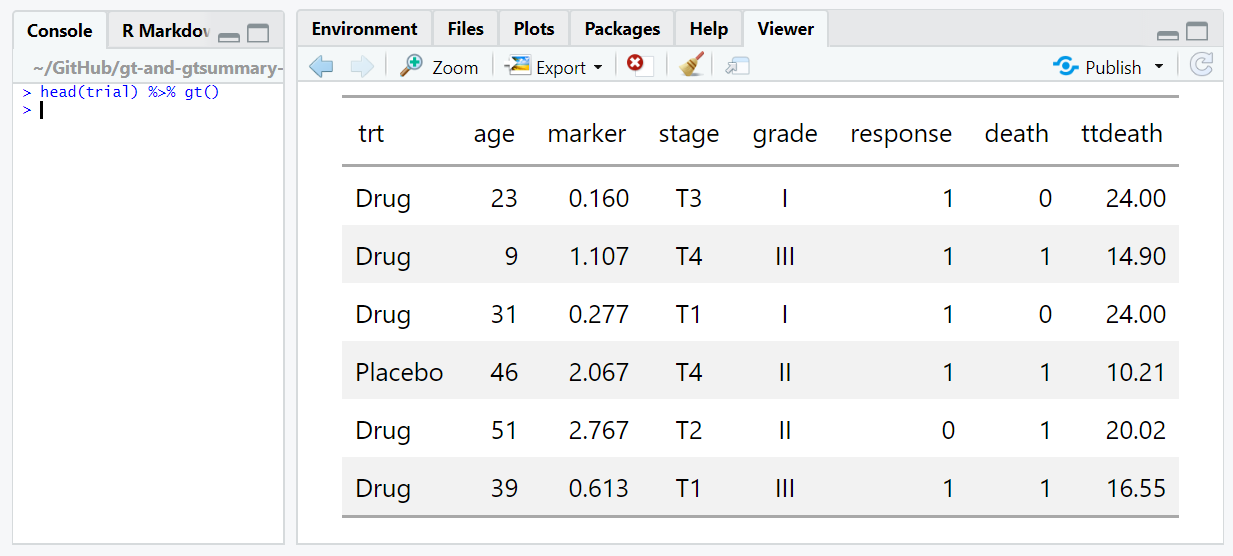 Console R Markdov
~/GitHub/gt-and-gtsummary-
> head(trial) %>% gt()
>
Environment Files Plots Packages Help Viewer
Zoom Export Publish
trt age marker stage grade response death ttdeath
Drug 23 0.160 T3 I 1 0 24.00
Drug 9 1.107 T4 III 1 1 14.90
Drug 31 0.277 T1 I 1 0 24.00
Placebo 46 2.067 T4 II 1 1 10.21
Drug 51 2.767 T2 II 0 1 20.02
Drug 39 0.613 T1 III 1 1 16.55